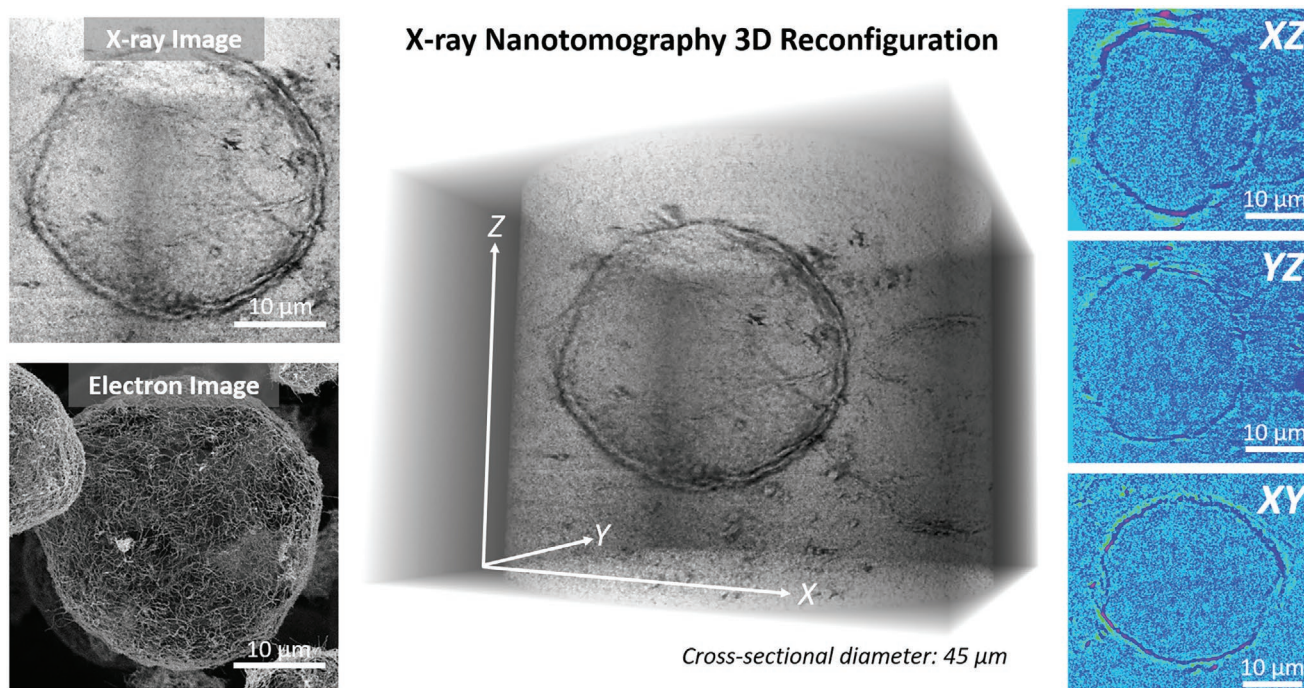 X-ray Image
10 µm
Electron Image
10 µm
X-ray Nanotomography 3D Reconfiguration
Z
Y
X
Cross-sectional diameter: 45 µm
XZ
10 µm
YZ
10 µm
XY
10 µm